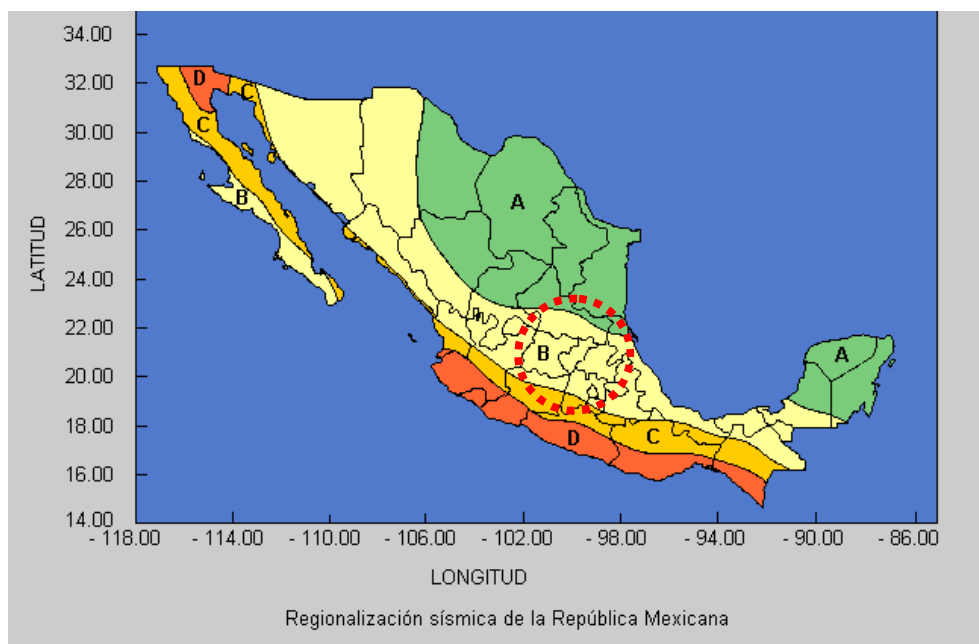 34.00
32.00
30.00
28.00
26.00
24.00
22.00
20.00
18.00
16.00
14.00
LATITUD
D
C
C
B
A
B
A
C
D
- 118.00 - 114.00 - 110.00 - 106.00 - 102.00 - 98.00 - 94.00 - 90.00 - 86.00
LONGITUD
Regionalización sísmica de la República Mexicana